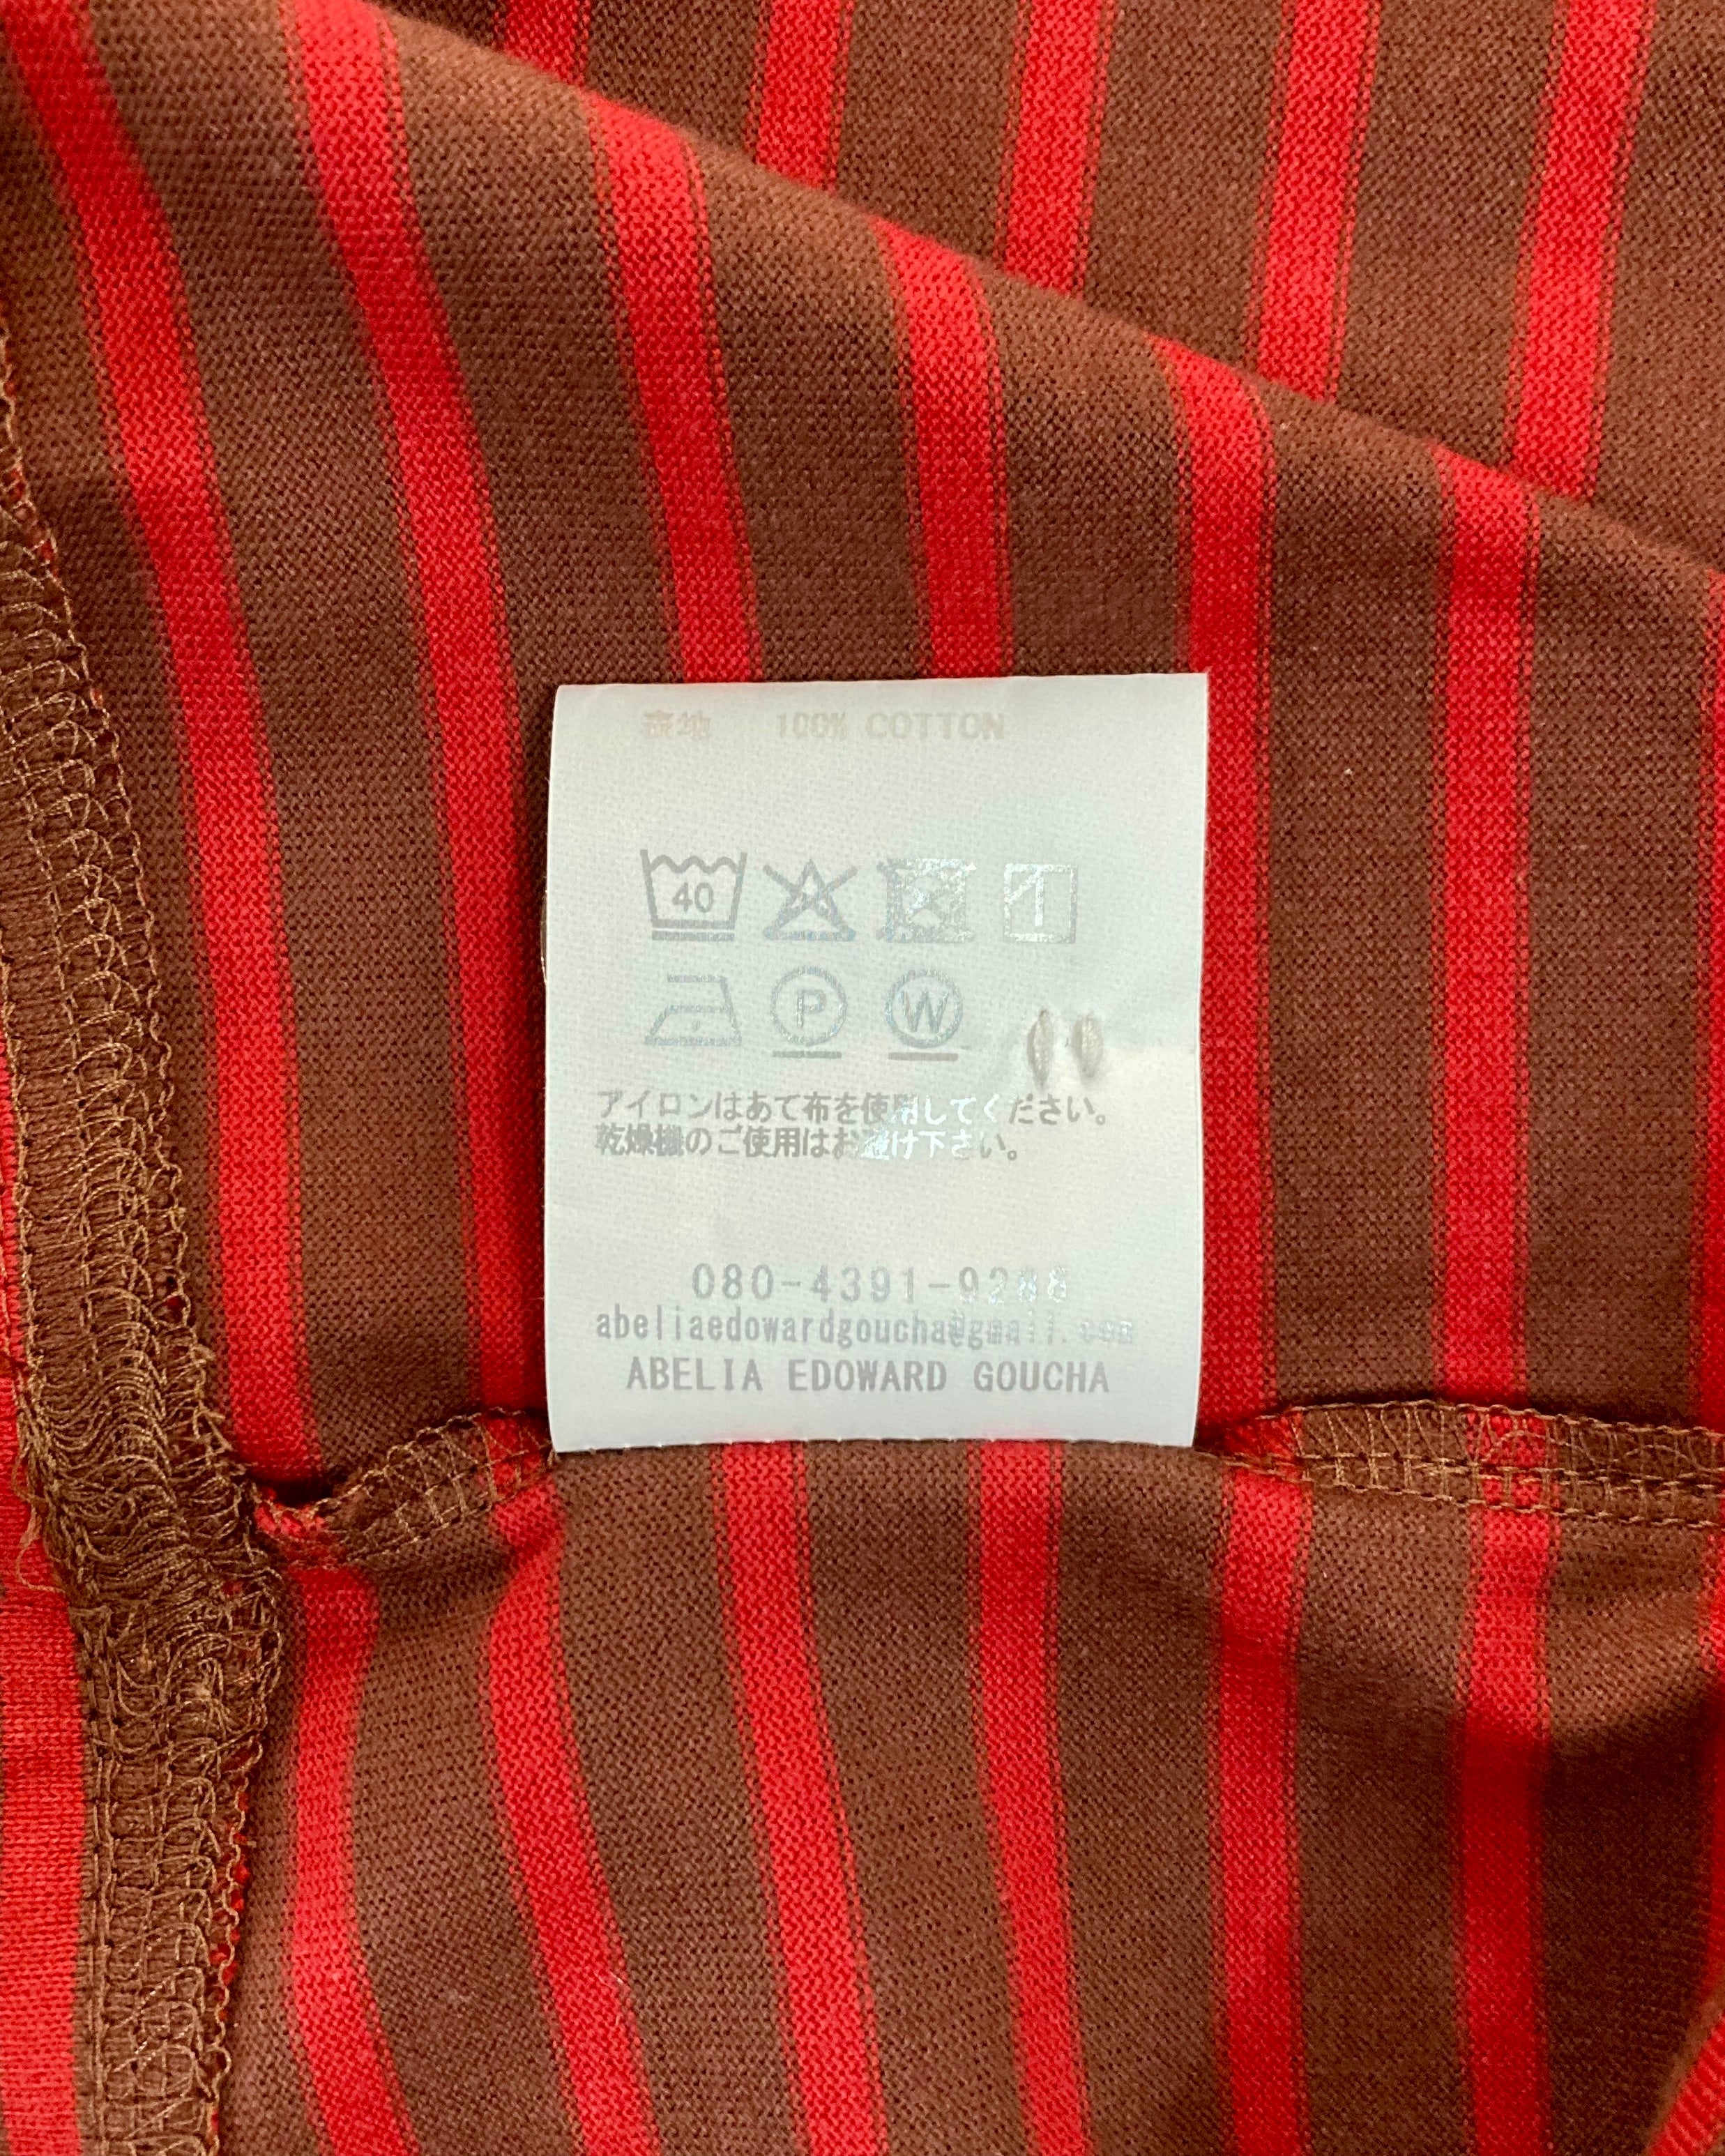 表地 100% COTTON
40
P W
アイロンはあて布を使用してください。
乾燥機のご使用はお避け下さい。
080-4391-9288
abeliaedowardgoucha@gmail.com
ABELIA EDOWARD GOUCHA